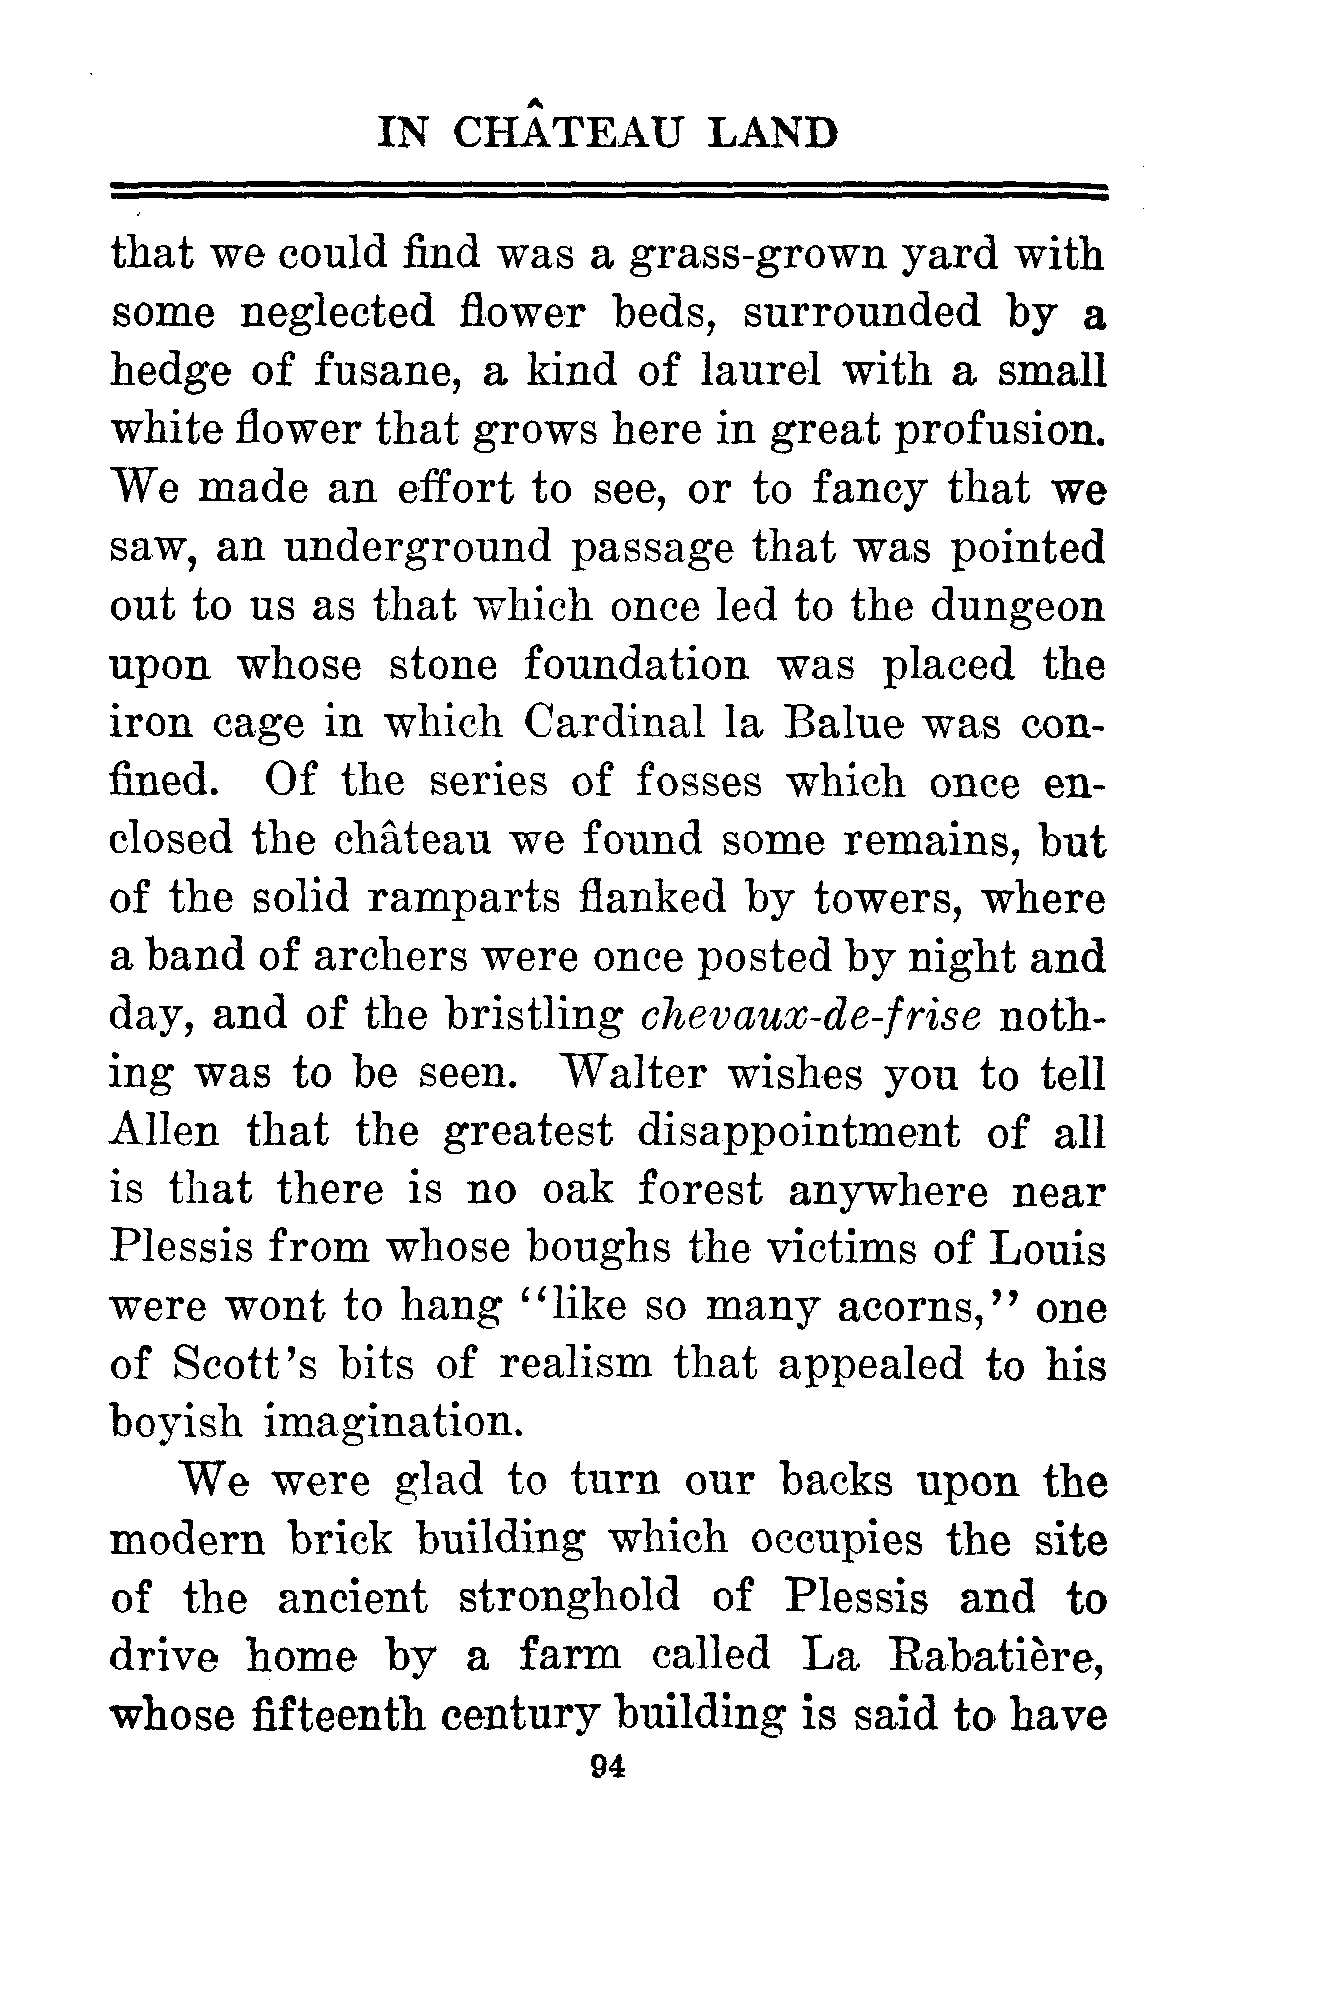 IN CHÂTEAU LAND
that we could find was a grass-grown yard with
some neglected flower beds, surrounded by a
hedge of fusane, a kind of laurel with a small
white flower that grows here in great profusion.
We made an effort to see, or to fancy that we
saw, an underground passage that was pointed
out to us as that which once led to the dungeon
upon whose stone foundation was placed the
iron cage in which Cardinal la Balue was con-
fined. Of the series of fosses which once en-
closed the château we found some remains, but
of the solid ramparts flanked by towers, where
a band of archers were once posted by night and
day, and of the bristling chevaux-de-frise noth-
ing was to be seen. Walter wishes you to tell
Allen that the greatest disappointment of all
is that there is no oak forest anywhere near
Plessis from whose boughs the victims of Louis
were wont to hang "like so many acorns," one
of Scott's bits of realism that appealed to his
boyish imagination.
We were glad to turn our backs upon the
modern brick building which occupies the site
of the ancient stronghold of Plessis and to
drive home by a farm called La Rabatière,
whose fifteenth century building is said to have
94